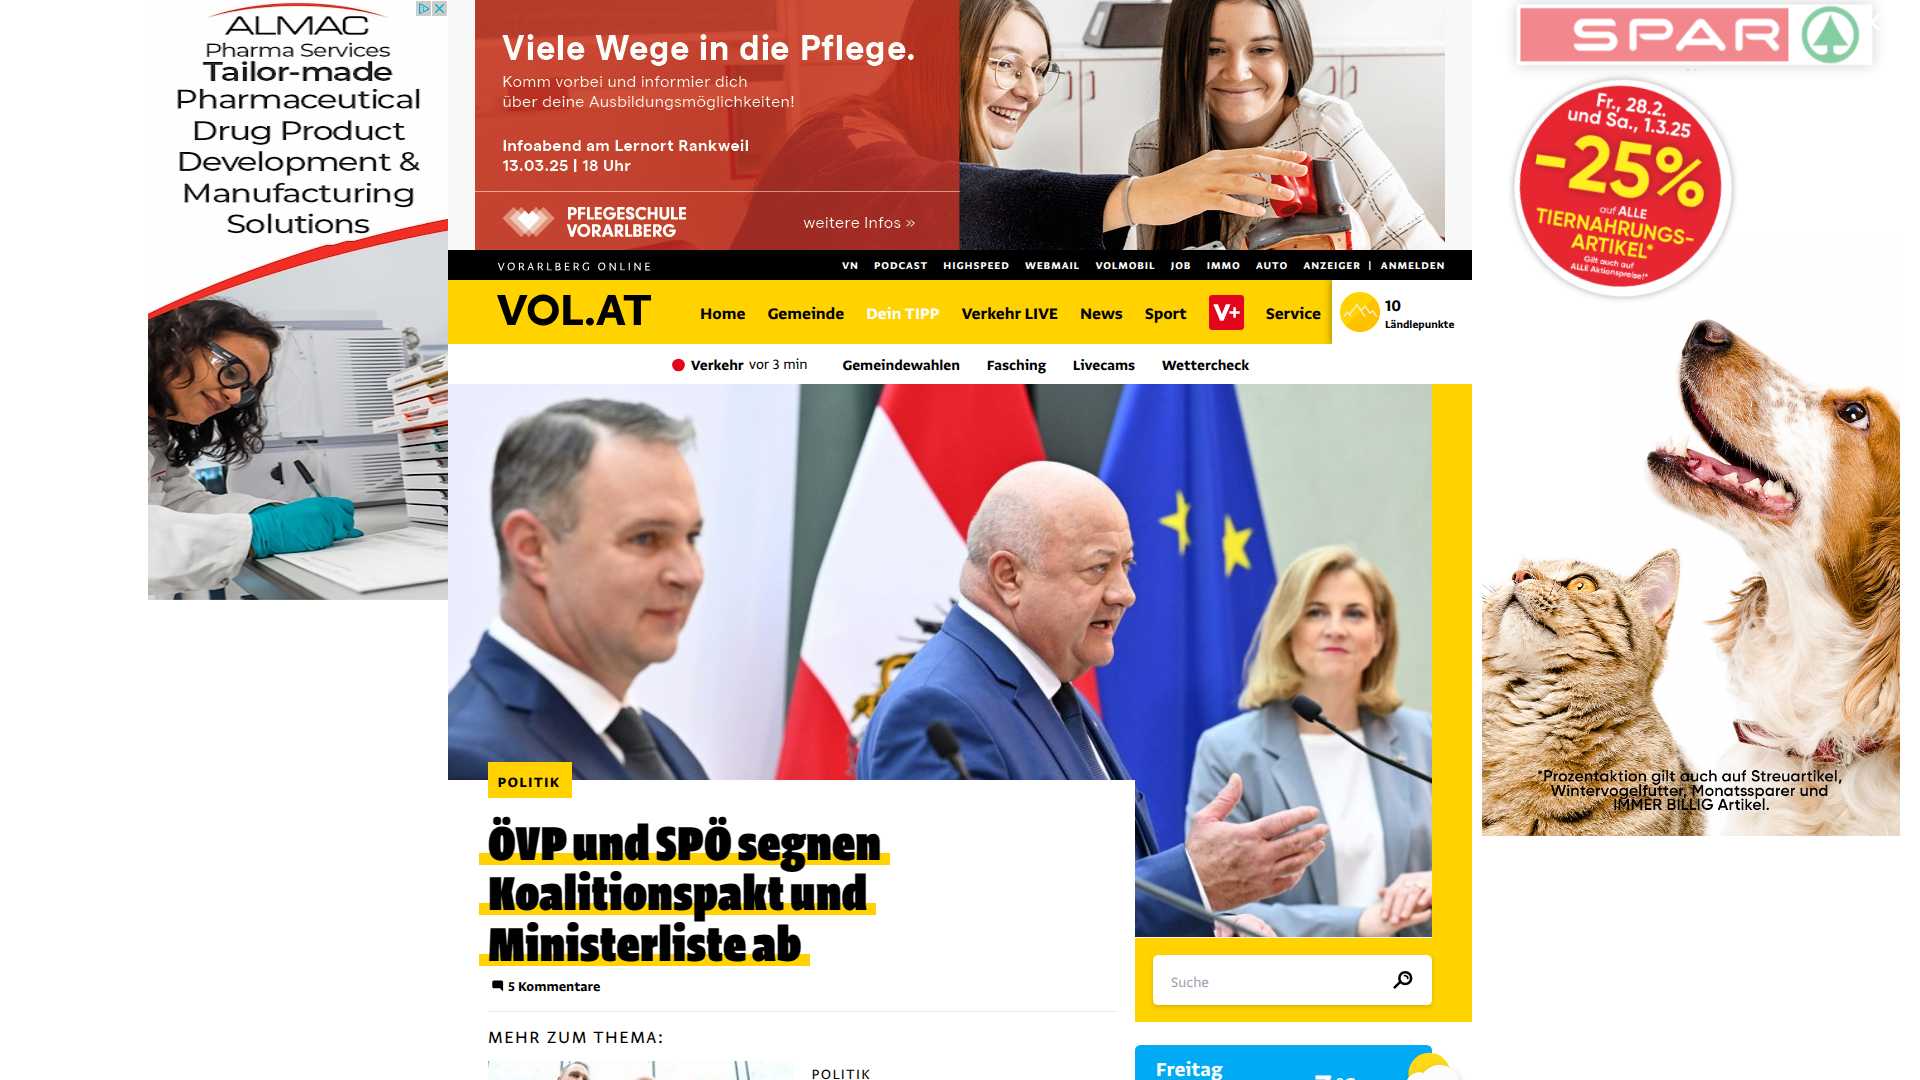 ALMAC
Pharma Services
Tailor-made
Pharmaceutical
Drug Product
Development &
Manufacturing
Solutions
Viele Wege in die Pflege.
Komm vorbei und informier dich
über deine Ausbildungsmöglichkeiten!
Infoabend am Lernort Rankweil
13.03.25 | 18 Uhr
PFLEGESCHULE
VORARLBERG
weitere Infos »
SPAR
Fr., 28.2.
und Sa., 1.3.25
-25%
auf ALLE
TIERNAHRUNGS-
ARTIKEL*
Gilt auch auf
ALLE Aktionspreise!*
*Prozentaktion gilt auch auf Streuartikel,
Wintervogelfutter, Monatssparer und
IMMER BILLIG Artikel.
VORARLBERG ONLINE
VN PODCAST HIGHSPEED WEBMAIL VOLMOBIL JOB IMMO AUTO ANZEIGER | ANMELDEN
VOL.AT
Home Gemeinde Dein TIPP Verkehr LIVE News Sport V+ Service
10
Ländlepunkte
Verkehr vor 3 min Gemeindewahlen Fasching Livecams Wettercheck
POLITIK
ÖVP und SPÖ segnen
Koalitionspakt und
Ministerliste ab
5 Kommentare
MEHR ZUM THEMA:
POLITIK
Suche
Freitag